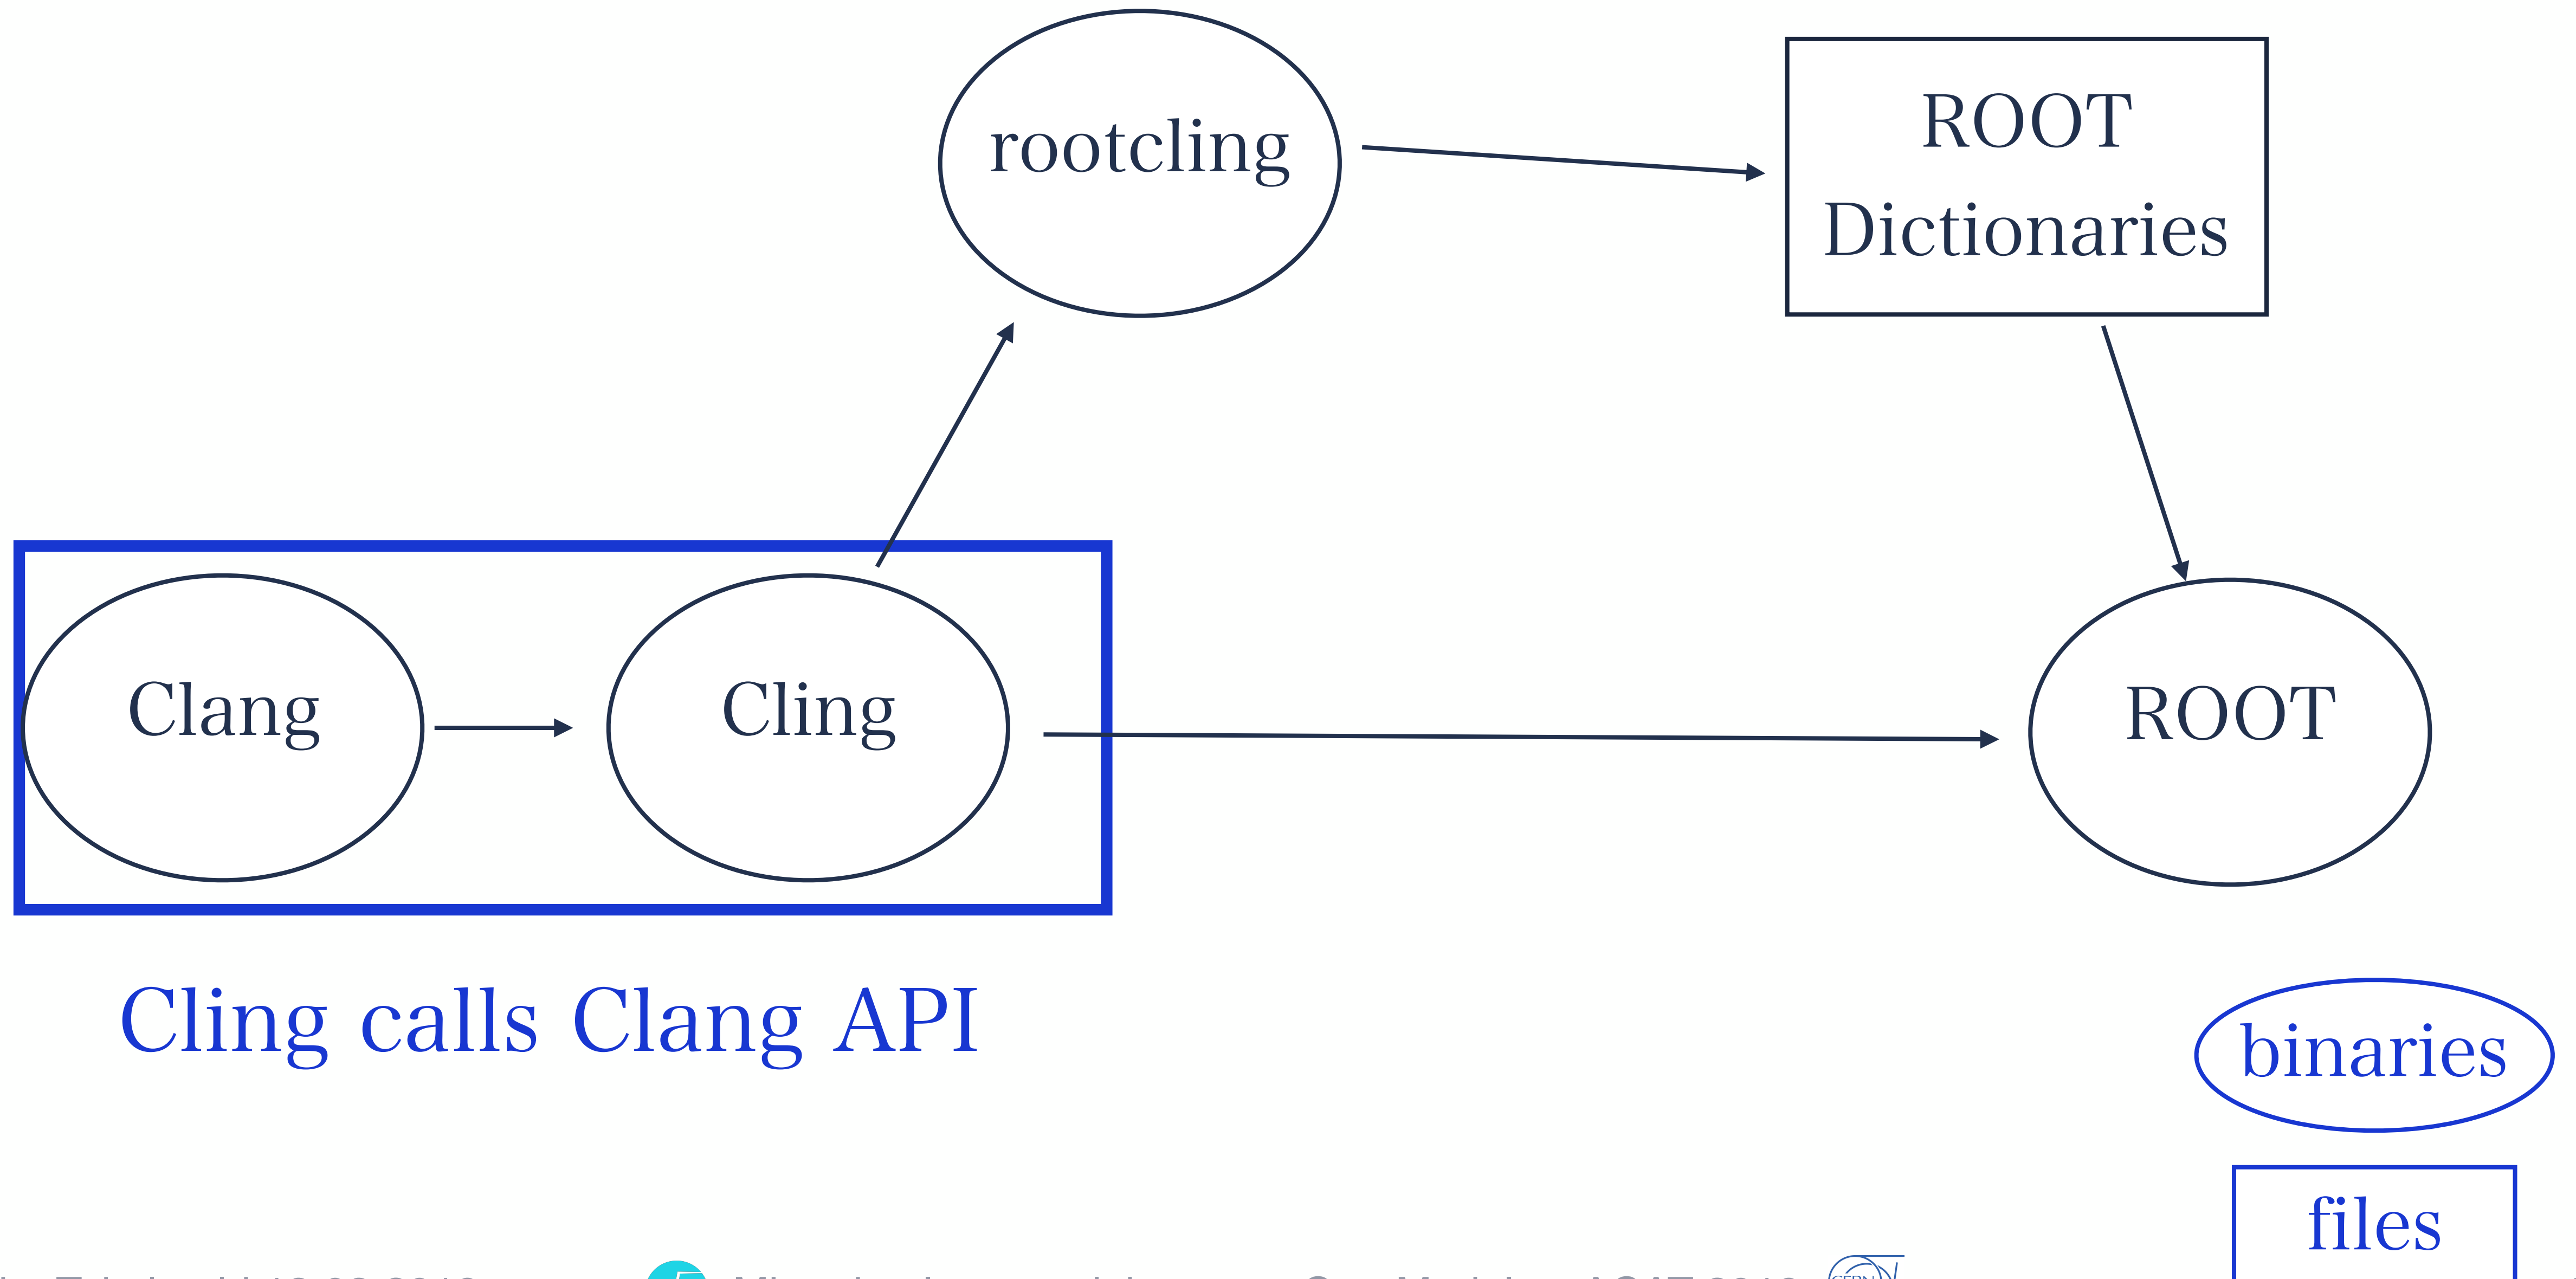 rootcling
ROOT
Dictionaries
Clang
Cling
ROOT
Cling calls Clang API
binaries
files